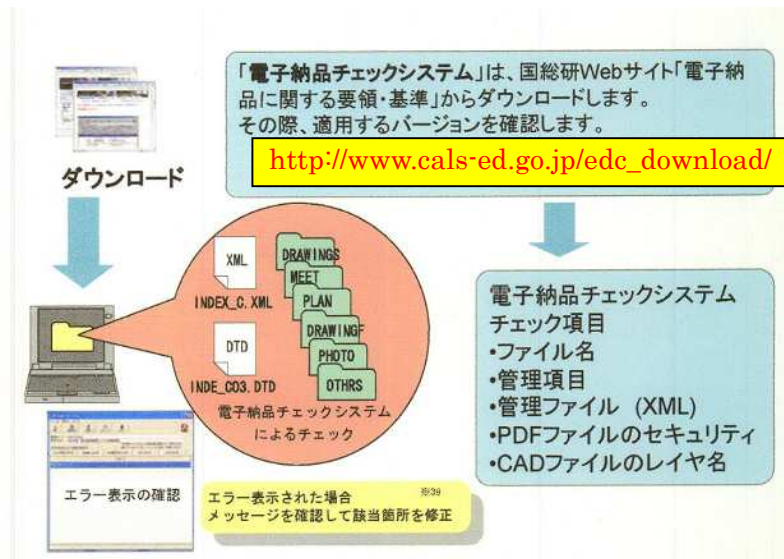 「電子納品チェックシステム」は、国総研Webサイト「電子納
品に関する要領・基準」からダウンロードします。
その際、適用するバージョンを確認します。
http://www.cals-ed.go.jp/edc_download/
ダウンロード
XML
INDEX_C.XML
DTD
INDE_C03.DTD
DRAWINGS
MEET
PLAN
DRAWINGF
PHOTO
OTHRS
電子納品チェックシステム
によるチェック
電子納品チェックシステム
チェック項目
・ファイル名
・管理項目
・管理ファイル (XML)
・PDFファイルのセキュリティ
・CADファイルのレイヤ名
エラー表示の確認
エラー表示された場合 ※39
メッセージを確認して該当箇所を修正